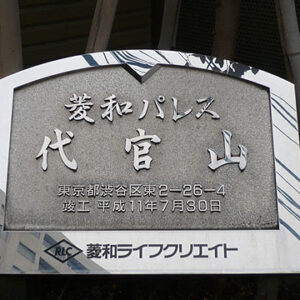 菱和パレス
代官山
東京都渋谷区東2-26-4
竣工 平成11年7月30日
RLC 菱和ライフクリエイト